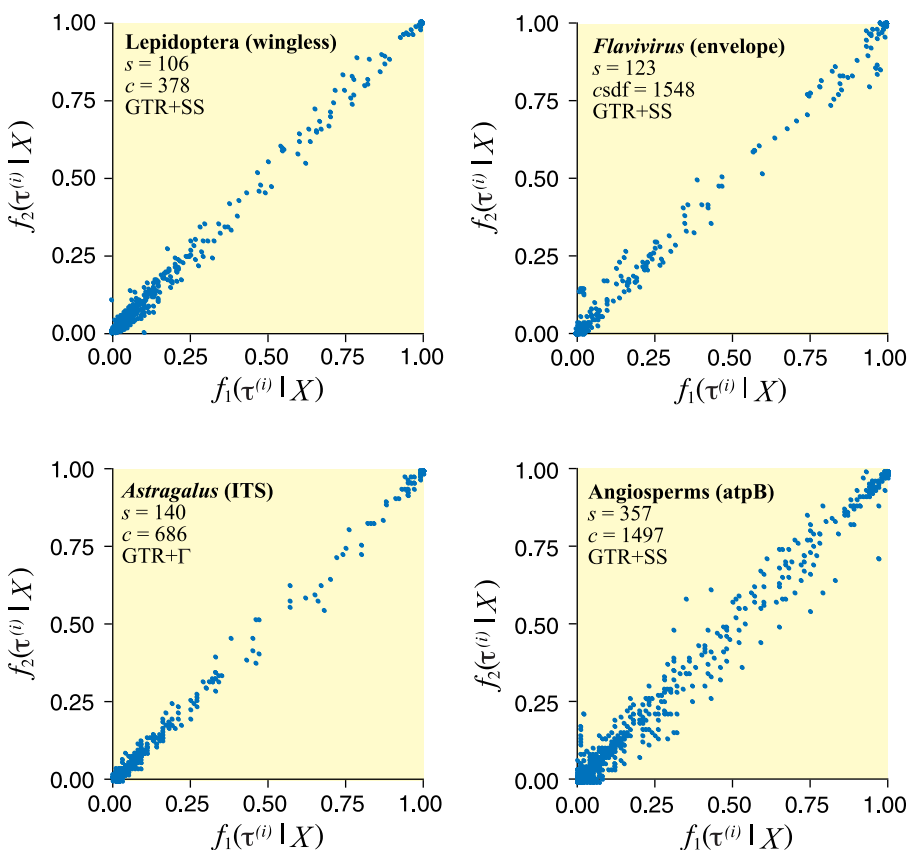 1.00
0.75
0.50
0.25
0.00
f₂(τ⁽ⁱ⁾ | X)
Lepidoptera (wingless)
s = 106
c = 378
GTR+SS
0.00 0.25 0.50 0.75 1.00
f₁(τ⁽ⁱ⁾ | X)
1.00
0.75
0.50
0.25
0.00
f₂(τ⁽ⁱ⁾ | X)
Flavivirus (envelope)
s = 123
csdf = 1548
GTR+SS
0.00 0.25 0.50 0.75 1.00
f₁(τ⁽ⁱ⁾ | X)
1.00
0.75
0.50
0.25
0.00
f₂(τ⁽ⁱ⁾ | X)
Astragalus (ITS)
s = 140
c = 686
GTR+Γ
0.00 0.25 0.50 0.75 1.00
f₁(τ⁽ⁱ⁾ | X)
1.00
0.75
0.50
0.25
0.00
f₂(τ⁽ⁱ⁾ | X)
Angiosperms (atpB)
s = 357
c = 1497
GTR+SS
0.00 0.25 0.50 0.75 1.00
f₁(τ⁽ⁱ⁾ | X)